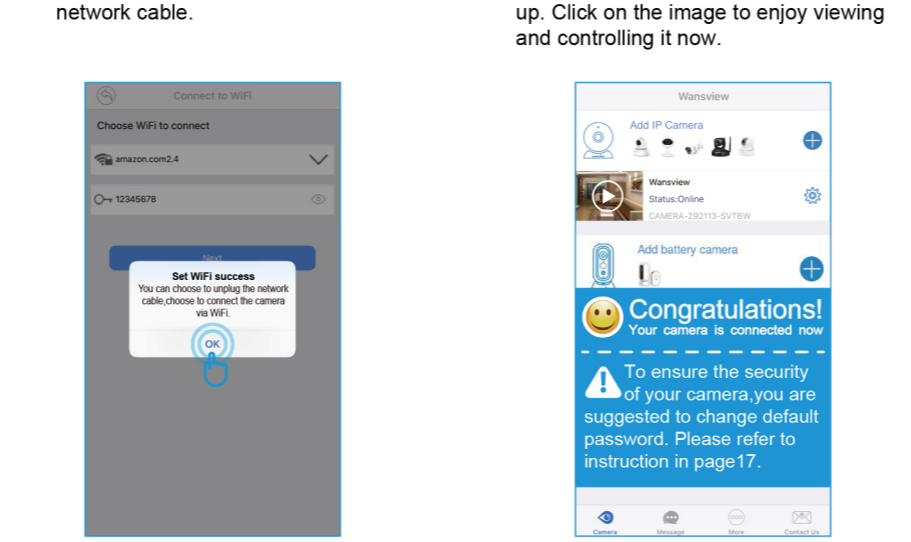 network cable.
Connect to WiFi
Choose WiFi to connect
amazon.com2.4
12345678
Next
Set WiFi success
You can choose to unplug the network
cable,choose to connect the camera
via WiFi.
OK
up. Click on the image to enjoy viewing
and controlling it now.
Wansview
Add IP Camera
Wansview
Status:Online
CAMERA-292113-SVTBW
Add battery camera
Congratulations!
Your camera is connected now
To ensure the security
of your camera,you are
suggested to change default
password. Please refer to
instruction in page17.
Camera Message More Contact Us